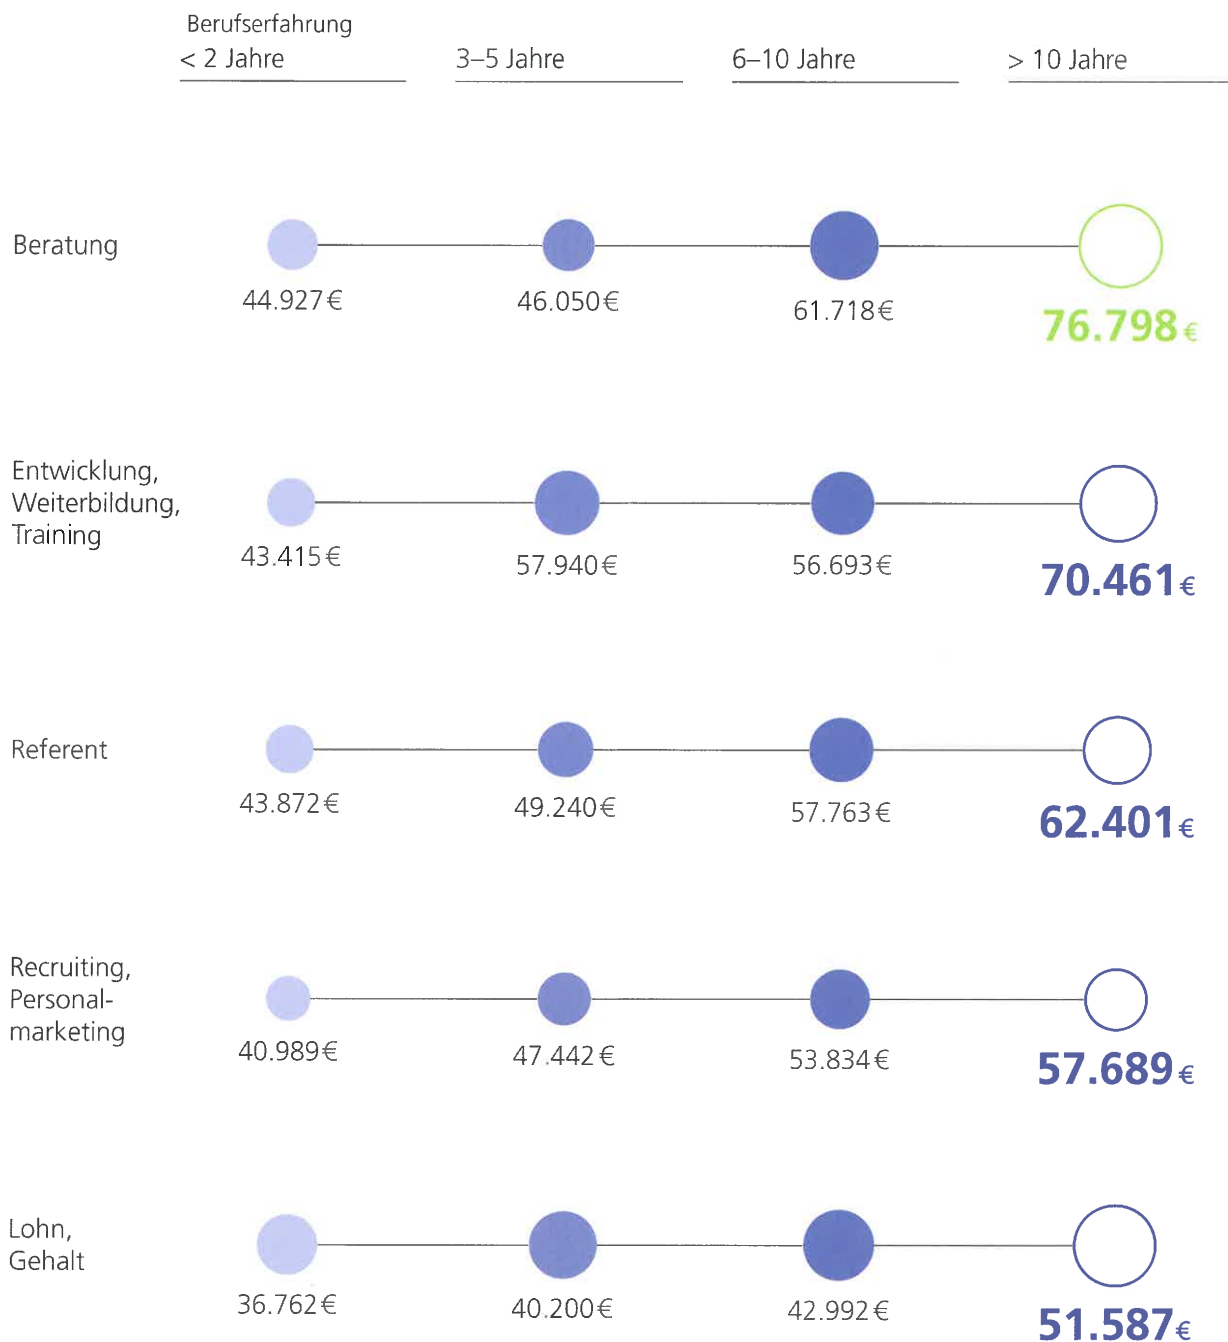 Berufserfahrung
< 2 Jahre
3–5 Jahre
6–10 Jahre
> 10 Jahre
Beratung
44.927 €
46.050 €
61.718 €
76.798 €
Entwicklung,
Weiterbildung,
Training
43.415 €
57.940 €
56.693 €
70.461 €
Referent
43.872 €
49.240 €
57.763 €
62.401 €
Recruiting,
Personal-
marketing
40.989 €
47.442 €
53.834 €
57.689 €
Lohn,
Gehalt
36.762 €
40.200 €
42.992 €
51.587 €